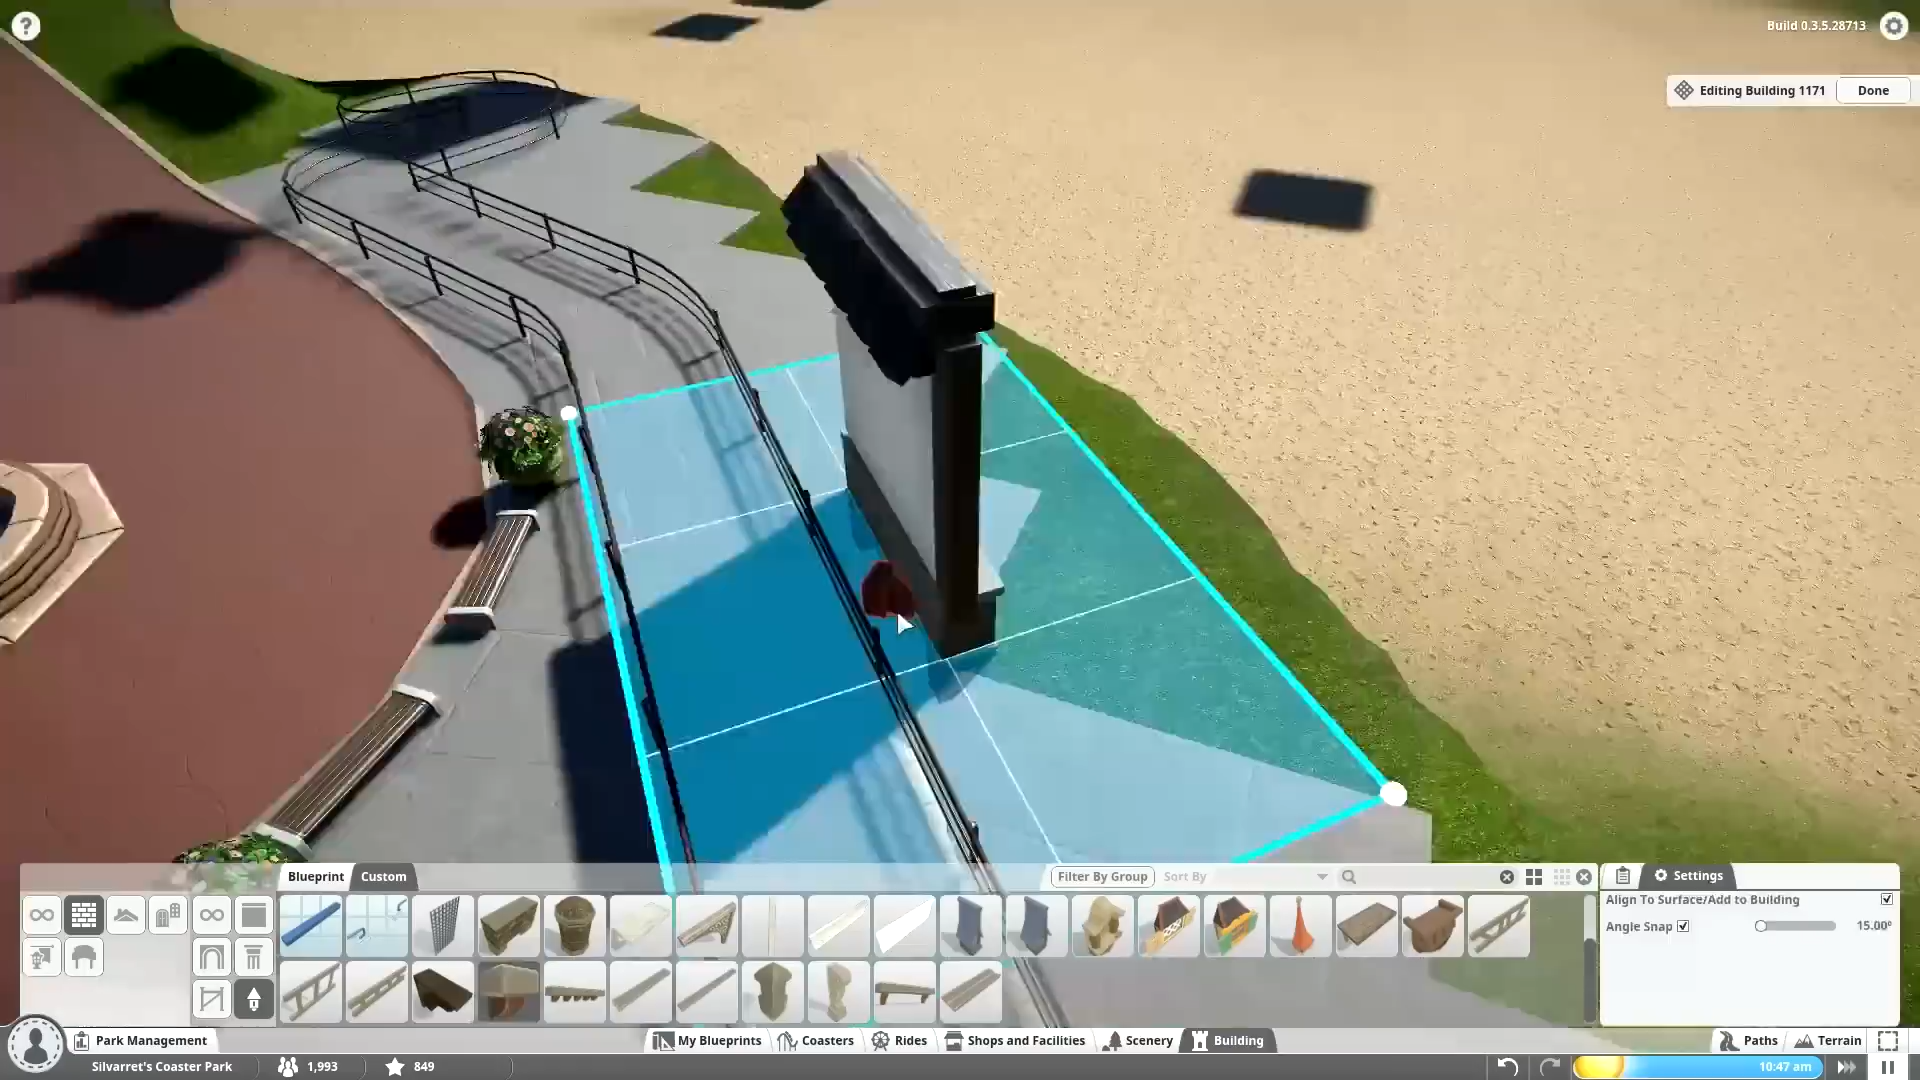 ?
Build 0.3.5.28713
Editing Building 1171
Done
Blueprint
Custom
Filter By Group
Sort By
Settings
Align To Surface/Add to Building
Angle Snap
15.00°
Park Management
My Blueprints
Coasters
Rides
Shops and Facilities
Scenery
Building
Paths
Terrain
Silvarret's Coaster Park
1,993
849
10:47 am